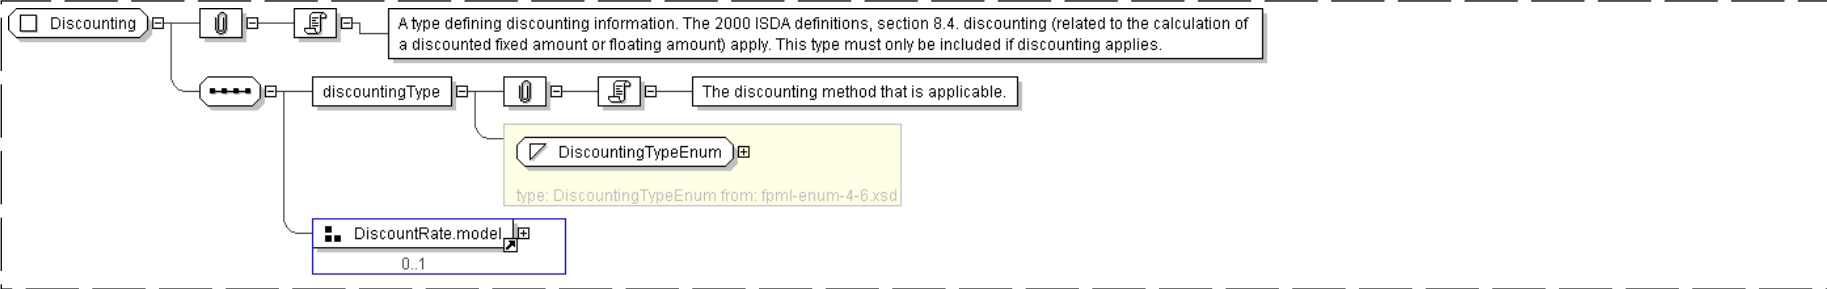 Discounting
A type defining discounting information. The 2000 ISDA definitions, section 8.4. discounting (related to the calculation of
a discounted fixed amount or floating amount) apply. This type must only be included if discounting applies.
discountingType
The discounting method that is applicable.
DiscountingTypeEnum
type: DiscountingTypeEnum from: fpml-enum-4-6.xsd
DiscountRate.model
0..1